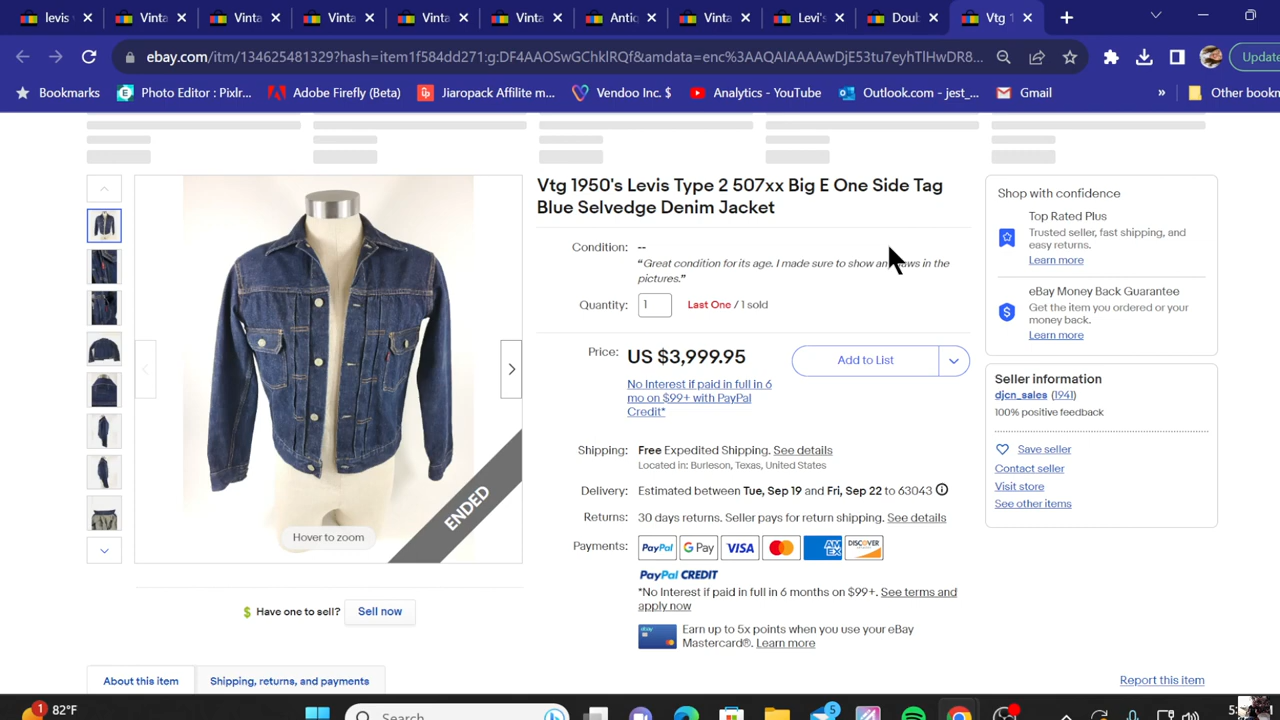 levis
Vinta
Vinta
Vinta
Vinta
Vinta
Antiq
Vinta
Levi's
Doub
Vtg 1
ebay.com/itm/134625481329?hash=item1f584dd271:g:DF4AAOSwGChklRQf&amdata=enc%3AAQAIAAAAwDjE53tu7eyhTlHwDR8...
Update
Bookmarks
Photo Editor : Pixlr...
Adobe Firefly (Beta)
Jiaropack Affilite m...
Vendoo Inc. $
Analytics - YouTube
Outlook.com - jest_...
Gmail
»
Other bookm
Vtg 1950's Levis Type 2 507xx Big E One Side Tag
Blue Selvedge Denim Jacket
Condition: --
“Great condition for its age. I made sure to show any in the
pictures.”
Quantity: 1 Last One / 1 sold
Price: US $3,999.95
Add to List
No Interest if paid in full in 6
mo on $99+ with PayPal
Credit*
Shipping: Free Expedited Shipping. See details
Located in: Burleson, Texas, United States
Delivery: Estimated between Tue, Sep 19 and Fri, Sep 22 to 63043
Returns: 30 days returns. Seller pays for return shipping. See details
Payments: PayPal G Pay VISA MasterCard AM EX DISCOVER
PayPal CREDIT
*No Interest if paid in full in 6 months on $99+. See terms and
apply now
Earn up to 5x points when you use your eBay
Mastercard®. Learn more
Shop with confidence
Top Rated Plus
Trusted seller, fast shipping, and
easy returns.
Learn more
eBay Money Back Guarantee
Get the item you ordered or your
money back.
Learn more
Seller information
djcn_sales (1941)
100% positive feedback
Save seller
Contact seller
Visit store
See other items
ENDED
Hover to zoom
Have one to sell? Sell now
About this item
Shipping, returns, and payments
Report this item
1
82°F
Search
5